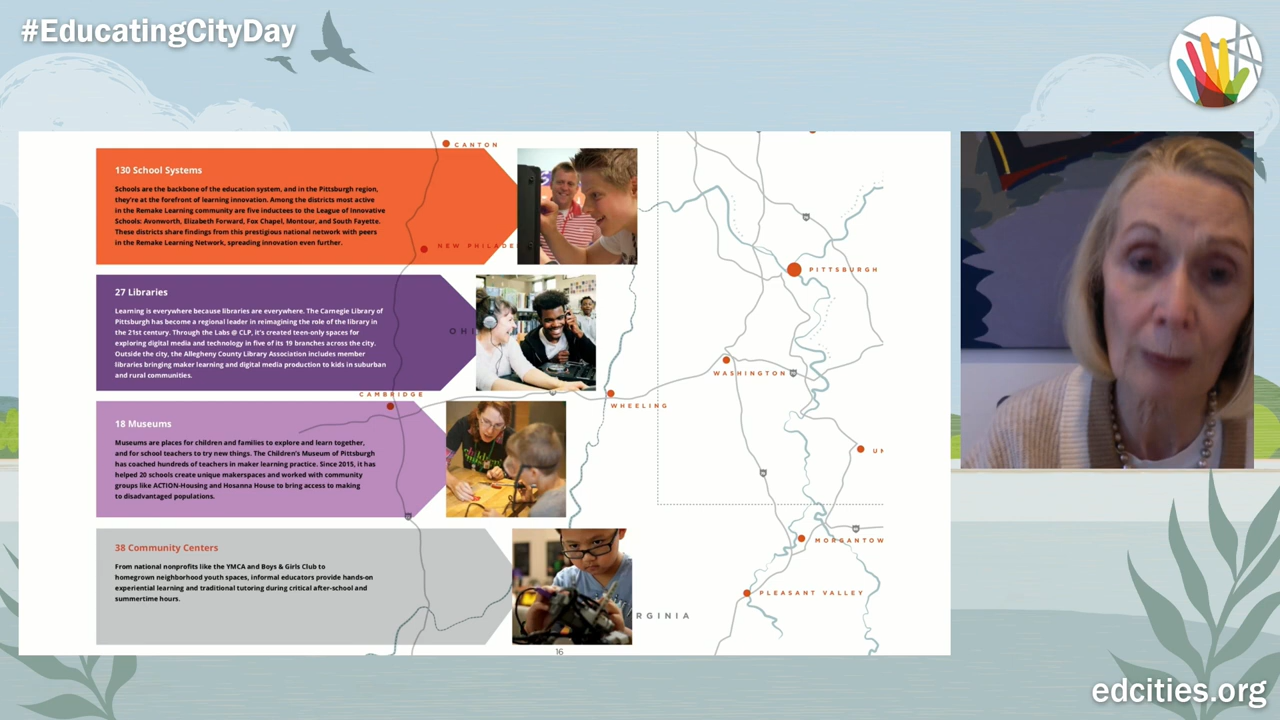 #EducatingCityDay
130 School Systems
Schools are the backbone of the education system, and in the Pittsburgh region,
they're at the forefront of learning innovation. Among the districts most active
in the Remake Learning community are five inductees to the League of Innovative
Schools: Avonworth, Elizabeth Forward, Fox Chapel, Montour, and South Fayette.
These districts share findings from this prestigious national network with peers
in the Remake Learning Network, spreading innovation even further.
27 Libraries
Learning is everywhere because libraries are everywhere. The Carnegie Library of
Pittsburgh has become a regional leader in reimagining the role of the library in
the 21st century. Through the Labs @ CLP, it's created teen-only spaces for
exploring digital media and technology in five of its 19 branches across the city.
Outside the city, the Allegheny County Library Association includes member
libraries bringing maker learning and digital media production to kids in suburban
and rural communities.
18 Museums
Museums are places for children and families to explore and learn together,
and for school teachers to try new things. The Children's Museum of Pittsburgh
has coached hundreds of teachers in maker learning practice. Since 2015, it has
helped 20 schools create unique makerspaces and worked with community
groups like ACTION-Housing and Hosanna House to bring access to making
to disadvantaged populations.
38 Community Centers
From national nonprofits like the YMCA and Boys & Girls Club to
homegrown neighborhood youth spaces, informal educators provide hands-on
experiential learning and traditional tutoring during critical after-school and
summertime hours.
CANTON
NEW PHILADE
OHI
CAMBRIDGE
WHEELING
PITTSBURGH
WASHINGTON
MORGANTOW
PLEASANT VALLEY
RGINIA
16
edcities.org